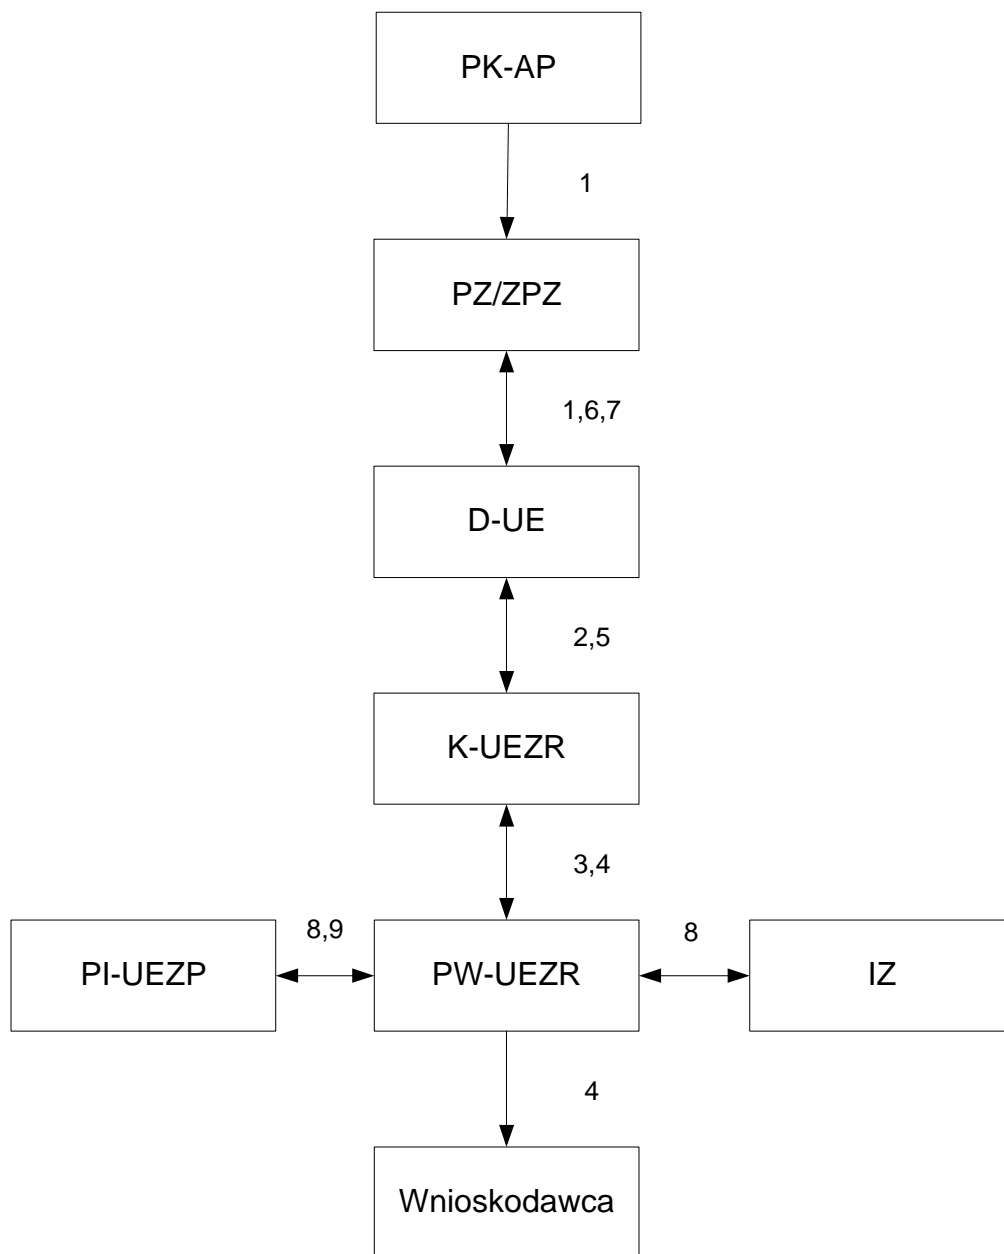 PK-AP
1
PZ/ZPZ
1,6,7
D-UE
2,5
K-UEZR
3,4
8,9
8
PI-UEZP
PW-UEZR
IZ
4
Wnioskodawca